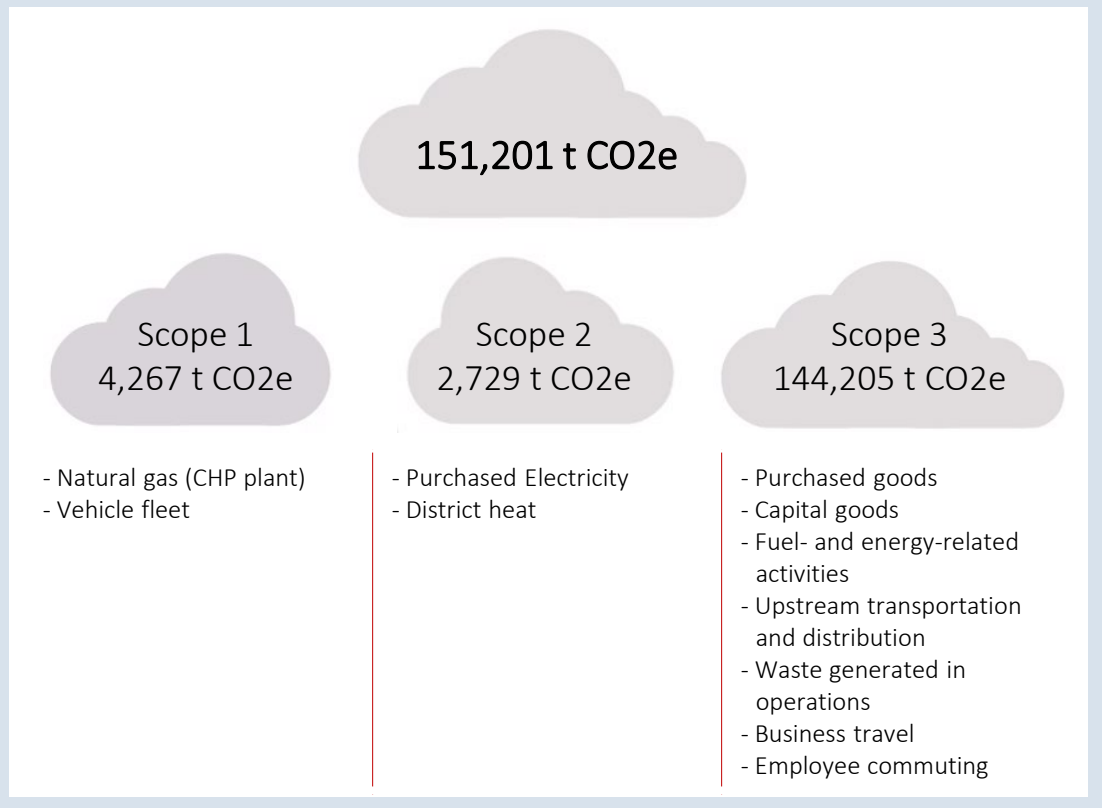 151,201 t CO2e
Scope 1
4,267 t CO2e
Scope 2
2,729 t CO2e
Scope 3
144,205 t CO2e
- Natural gas (CHP plant)
- Vehicle fleet
- Purchased Electricity
- District heat
- Purchased goods
- Capital goods
- Fuel- and energy-related
activities
- Upstream transportation
and distribution
- Waste generated in
operations
- Business travel
- Employee commuting